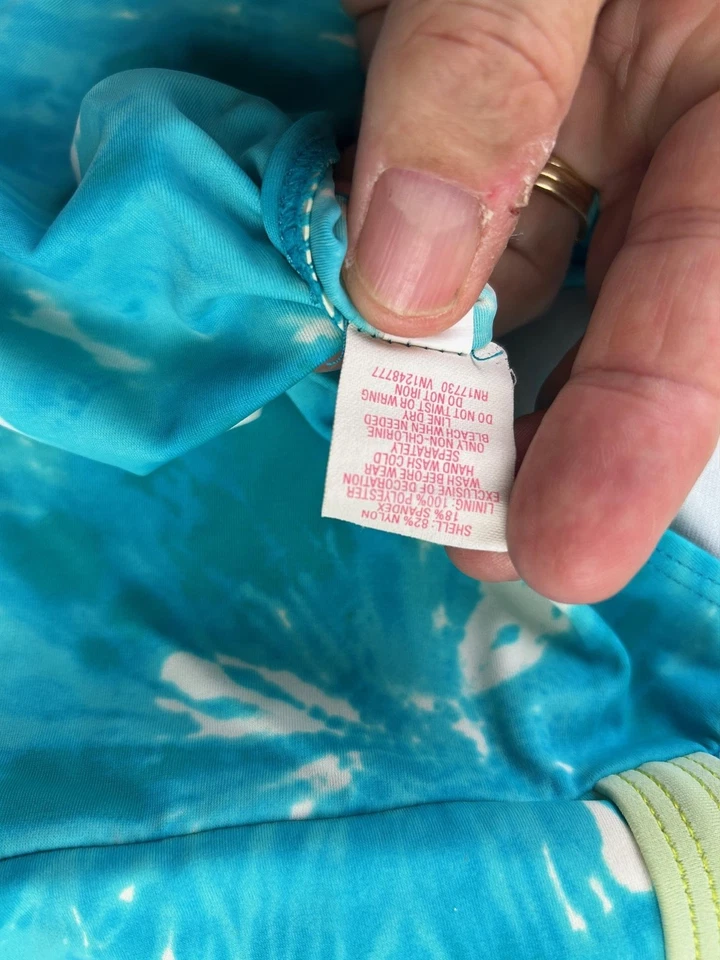 SHELL: 82% NYLON
18% SPANDEX
LINING: 100% POLYESTER
EXCLUSIVE OF DECORATION
WASH BEFORE WEAR
HAND WASH COLD
SEPARATELY
ONLY NON-CHLORINE
BLEACH WHEN NEEDED
LINE DRY
DO NOT TWIST OR WRING
DO NOT IRON
RN17730 VN1248777